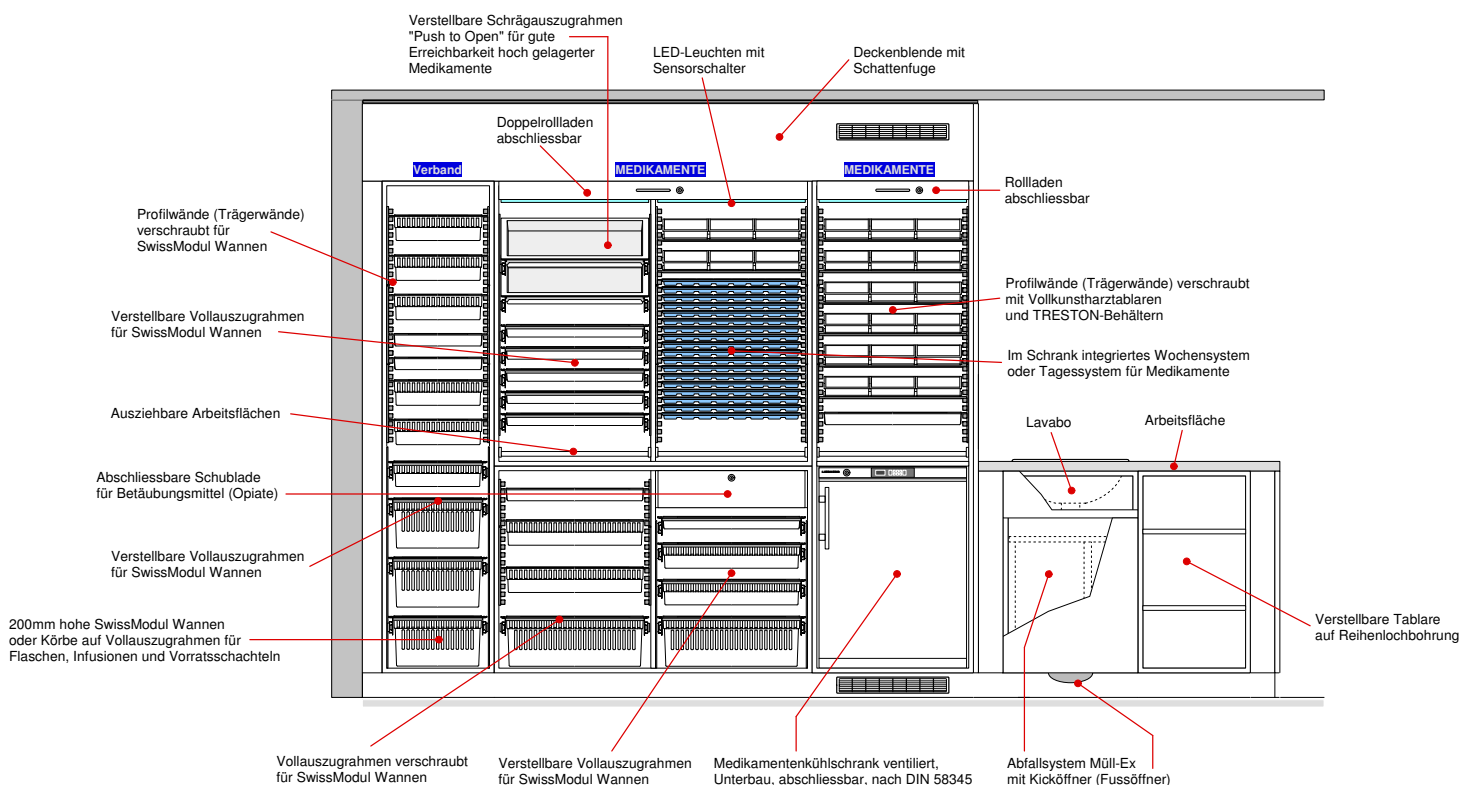 Verstellbare Schrägauszugrahmen
"Push to Open" für gute
Erreichbarkeit hoch gelagerter
Medikamente
LED-Leuchten mit
Sensorschalter
Deckenblende mit
Schattenfuge
Doppelrollladen
abschliessbar
Verband
MEDIKAMENTE
MEDIKAMENTE
Rollladen
abschliessbar
Profilwände (Trägerwände)
verschraubt für
SwissModul Wannen
Verstellbare Vollauszugrahmen
für SwissModul Wannen
Profilwände (Trägerwände) verschraubt
mit Vollkunstharztablaren
und TRESTON-Behältern
Im Schrank integriertes Wochensystem
oder Tagessystem für Medikamente
Ausziehbare Arbeitsflächen
Lavabo
Arbeitsfläche
Abschliessbare Schublade
für Betäubungsmittel (Opiate)
Verstellbare Vollauszugrahmen
für SwissModul Wannen
200mm hohe SwissModul Wannen
oder Körbe auf Vollauszugrahmen für
Flaschen, Infusionen und Vorratsschachteln
Verstellbare Tablare
auf Reihenlochbohrung
Vollauszugrahmen verschraubt
für SwissModul Wannen
Verstellbare Vollauszugrahmen
für SwissModul Wannen
Medikamentenkühlschrank ventiliert,
Unterbau, abschliessbar, nach DIN 58345
Abfallsystem Müll-Ex
mit Kicköffner (Fussöffner)